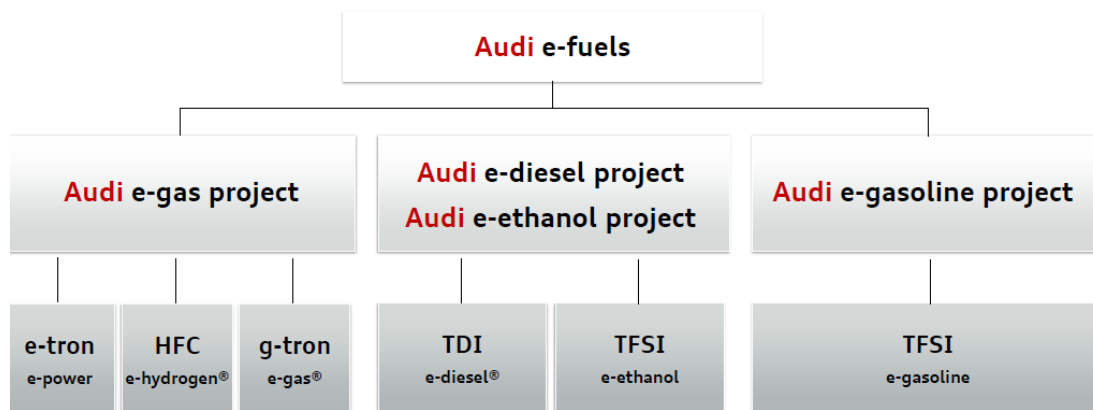 Audi e-fuels
Audi e-gas project
Audi e-diesel project
Audi e-ethanol project
Audi e-gasoline project
e-tron
e-power
HFC
e-hydrogen®
g-tron
e-gas®
TDI
e-diesel®
TFSI
e-ethanol
TFSI
e-gasoline